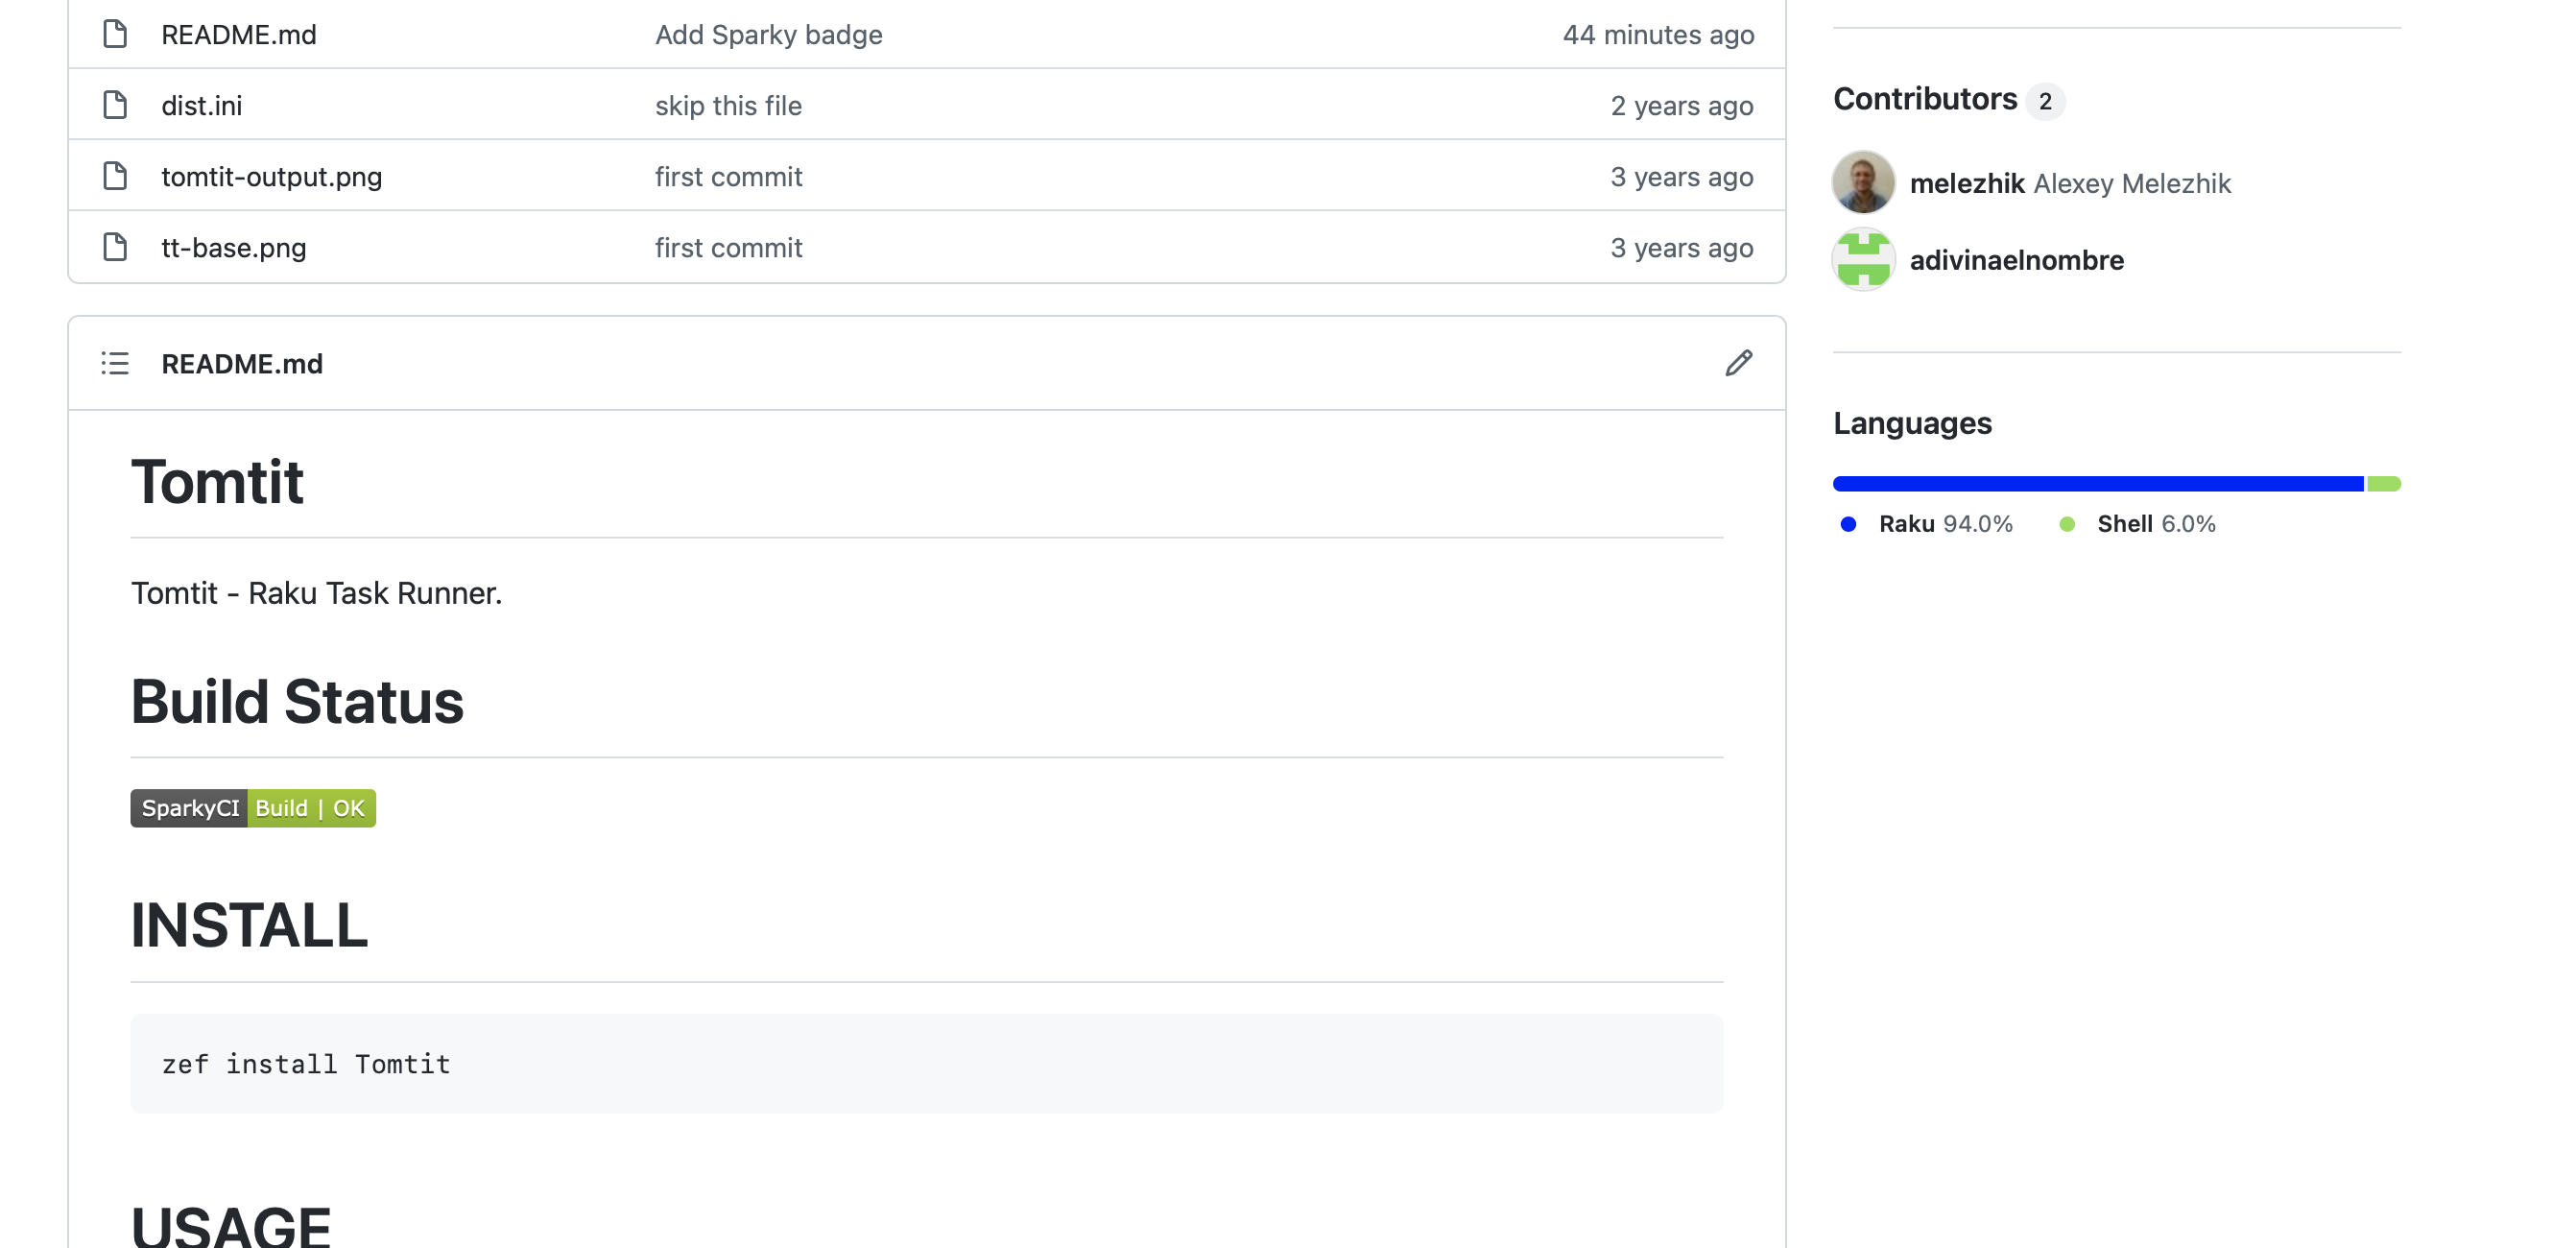 README.md Add Sparky badge 44 minutes ago
dist.ini skip this file 2 years ago
tomtit-output.png first commit 3 years ago
tt-base.png first commit 3 years ago
README.md
Tomtit
Tomtit - Raku Task Runner.
Build Status
SparkyCI Build | OK
INSTALL
zef install Tomtit
USAGE
Contributors 2
melezhik Alexey Melezhik
adivinaelnombre
Languages
Raku 94.0% Shell 6.0%